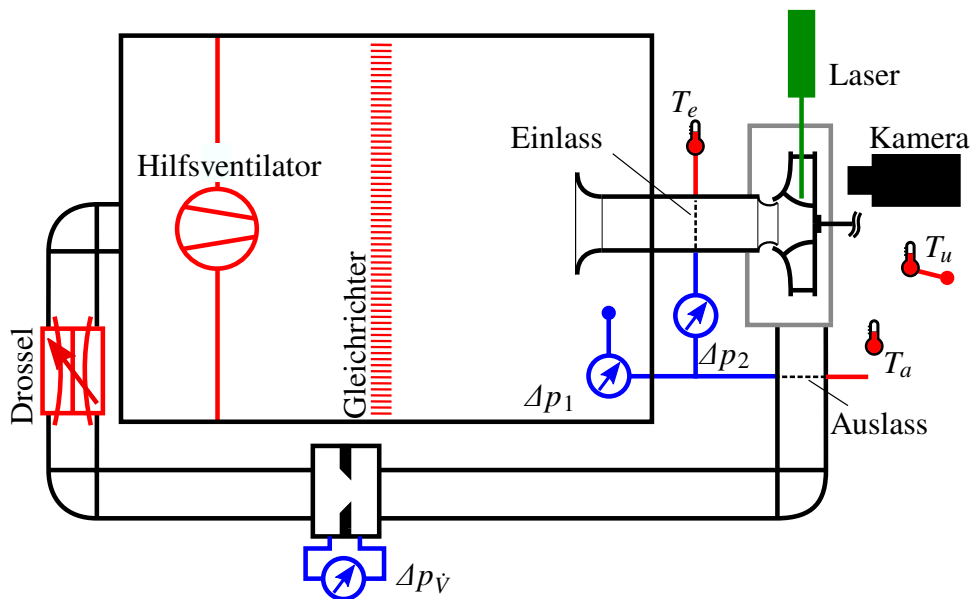 Laser
T_e
Einlass
Kamera
Hilfsventilator
T_u
Gleichrichter
Drossel
Δp_2
T_a
Δp_1
Auslass
Δp_V̇